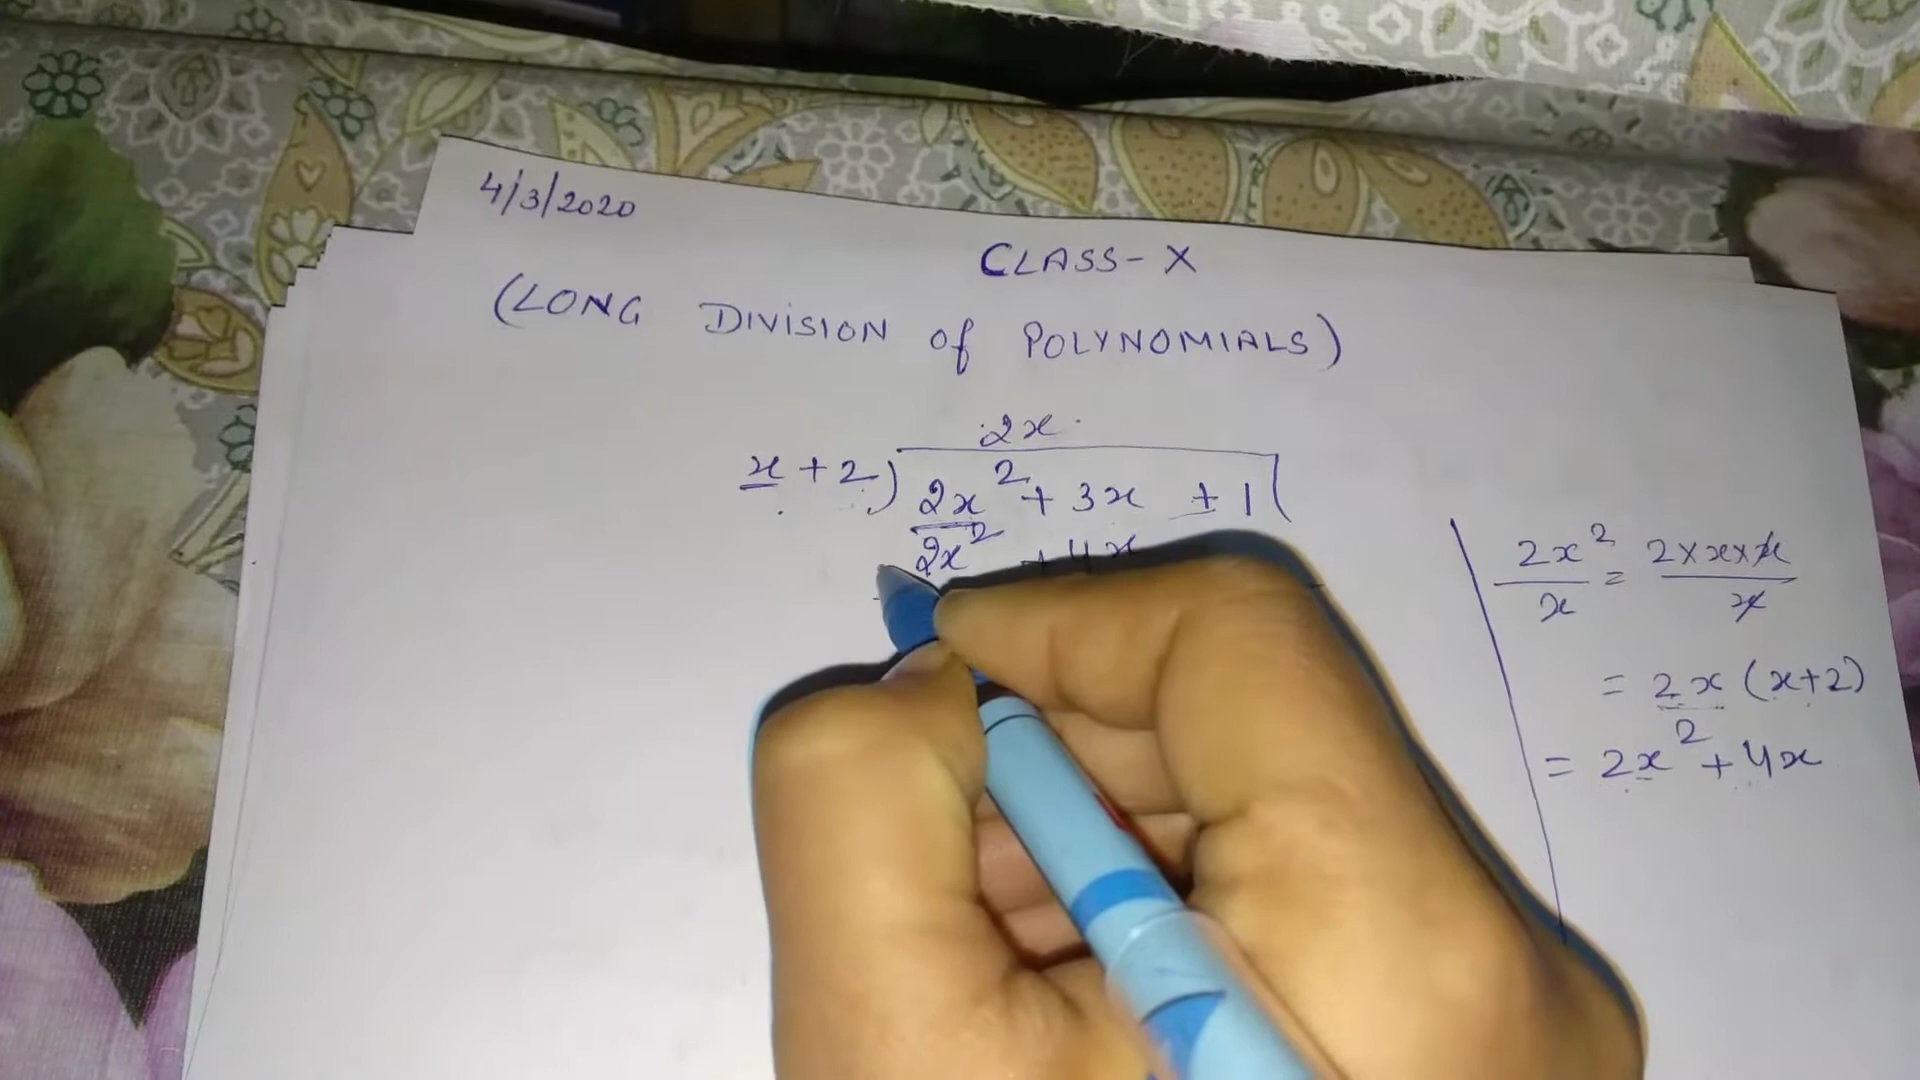 4/3/2020
CLASS-X
(LONG DIVISION of POLYNOMIALS)
2x
x + 2) 2x² + 3x + 1(
2x² + 4x
2x²/x = 2×x×x/x
= 2x (x+2)
= 2x² + 4x